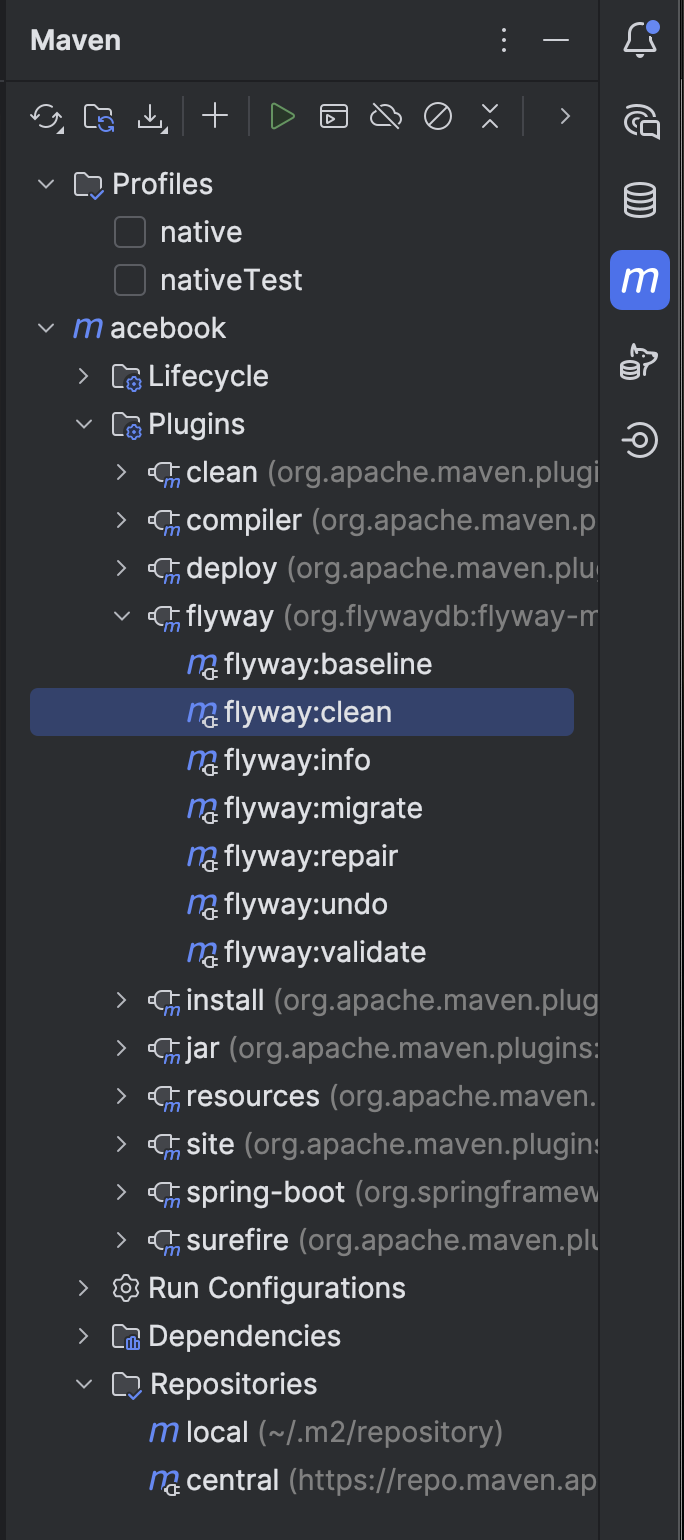 Maven
Profiles
native
nativeTest
m acebook
Lifecycle
Plugins
clean (org.apache.maven.plugi
compiler (org.apache.maven.p
deploy (org.apache.maven.plu
flyway (org.flywaydb:flyway-m
flyway:baseline
flyway:clean
flyway:info
flyway:migrate
flyway:repair
flyway:undo
flyway:validate
install (org.apache.maven.plug
jar (org.apache.maven.plugins:
resources (org.apache.maven.
site (org.apache.maven.plugins
spring-boot (org.springframew
surefire (org.apache.maven.plu
Run Configurations
Dependencies
Repositories
m local (~/.m2/repository)
central (https://repo.maven.ap
m